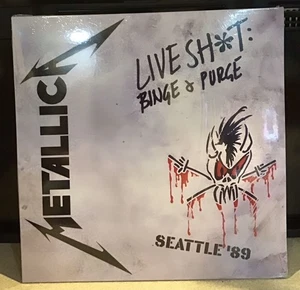 METALLICA
LIVE SH*T:
BINGE & PURGE
SEATTLE '89